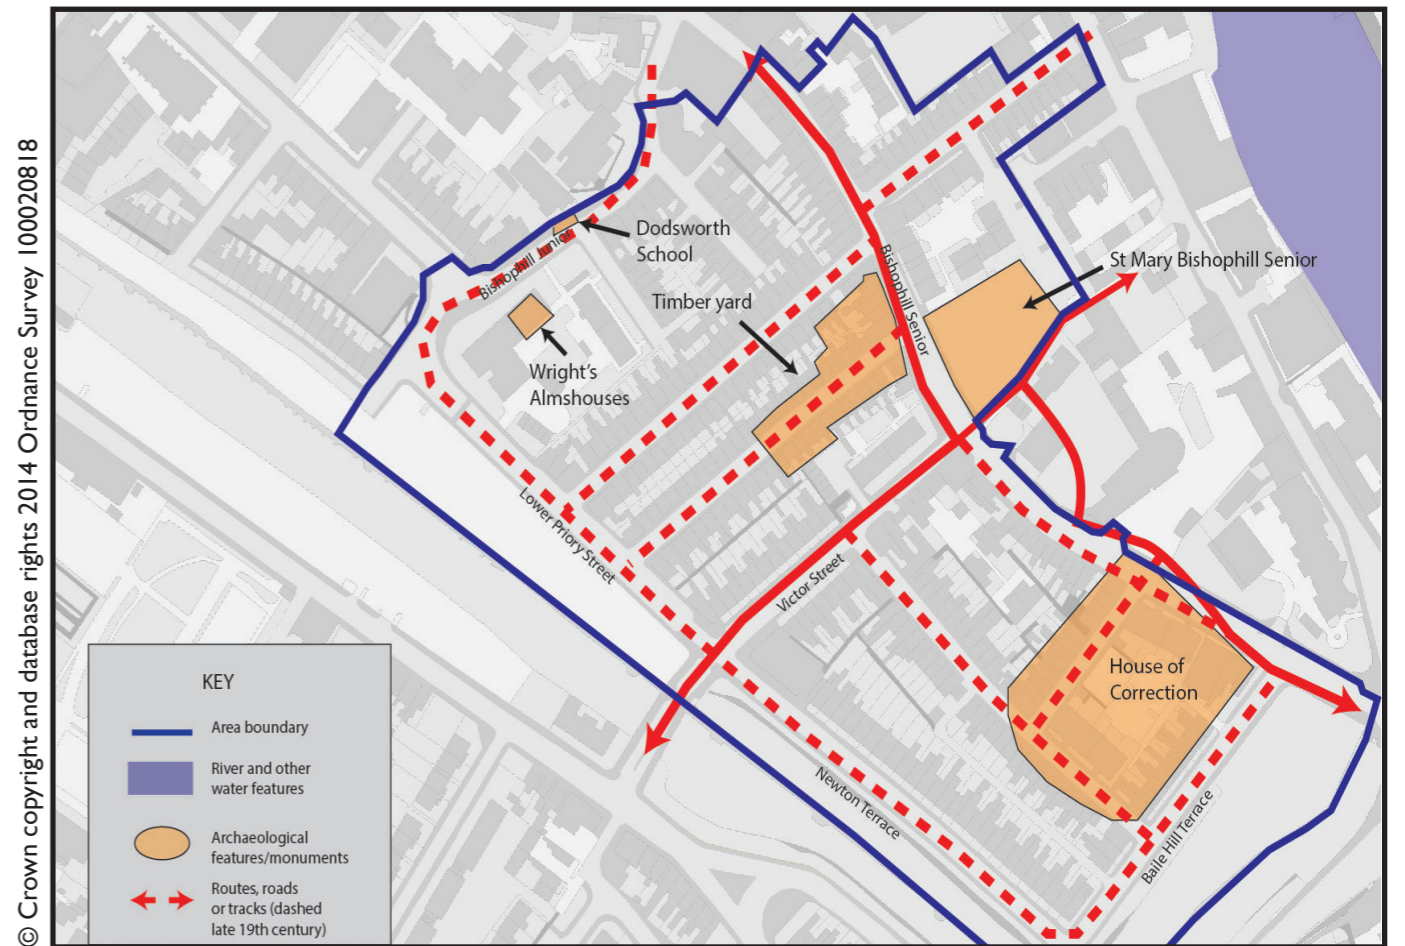 © Crown copyright and database rights 2014 Ordnance Survey 100020818
Dodsworth
School
Bishophill Junior
St Mary Bishophill Senior
Bishophill Senior
Timber yard
Wright's
Almshouses
Lower Priory Street
Victor Street
House of
Correction
Newton Terrace
Baile Hill Terrace
KEY
Area boundary
River and other
water features
Archaeological
features/monuments
Routes, roads
or tracks (dashed
late 19th century)